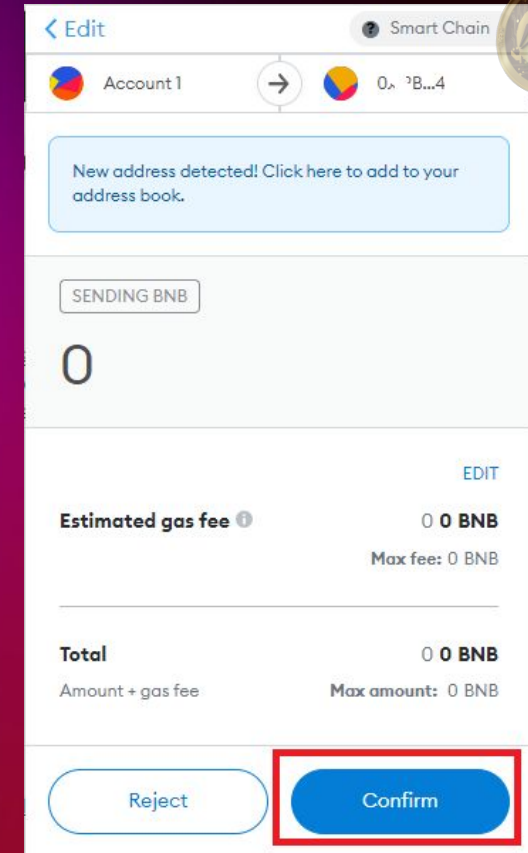 Edit
Smart Chain
Account 1
New address detected! Click here to add to your
address book.
SENDING BNB
0
EDIT
Estimated gas fee 0 0 BNB
Max fee: 0 BNB
Total 0 0 BNB
Amount + gas fee Max amount: 0 BNB
Reject Confirm